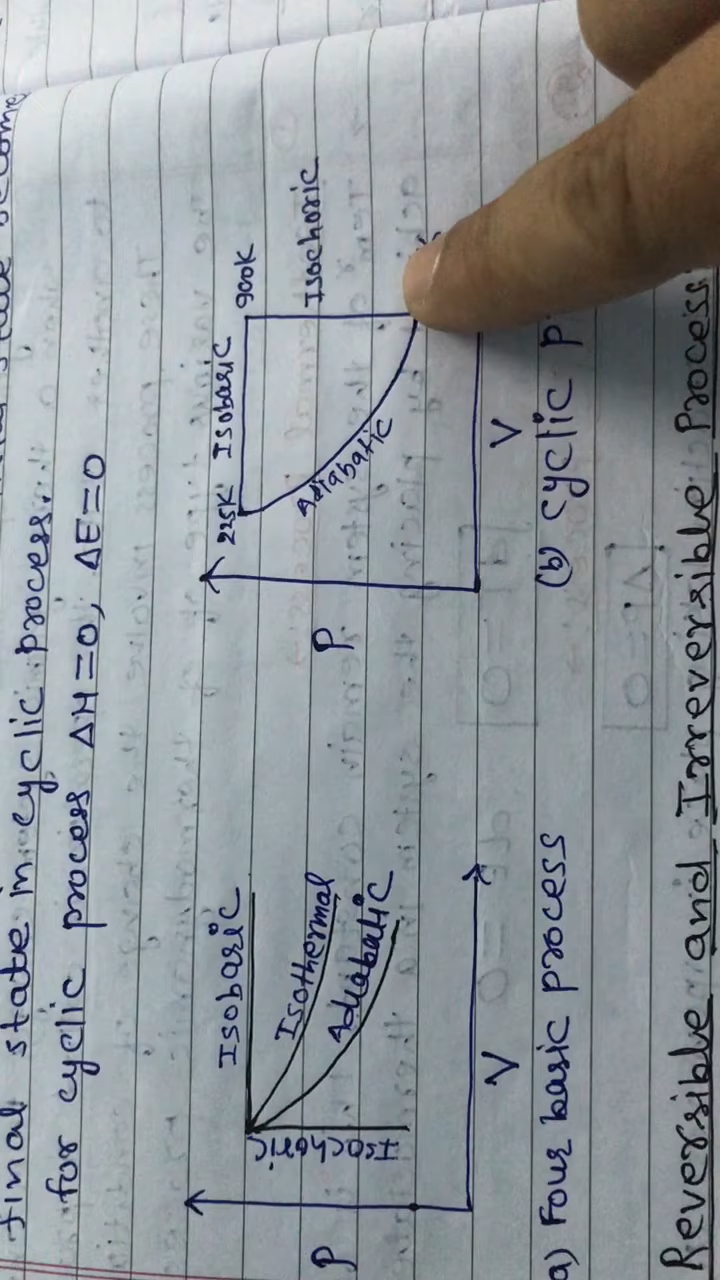 final state in cyclic process.
for cyclic process ΔH=0, ΔE=0
Isobaric
Isothermal
Adiabatic
Isochoric
P
V
a) Four basic process
225K Isobaric 900K
Isochoric
Adiabatic
P
V
(b) Cyclic P
Reversible and Irreversible Process